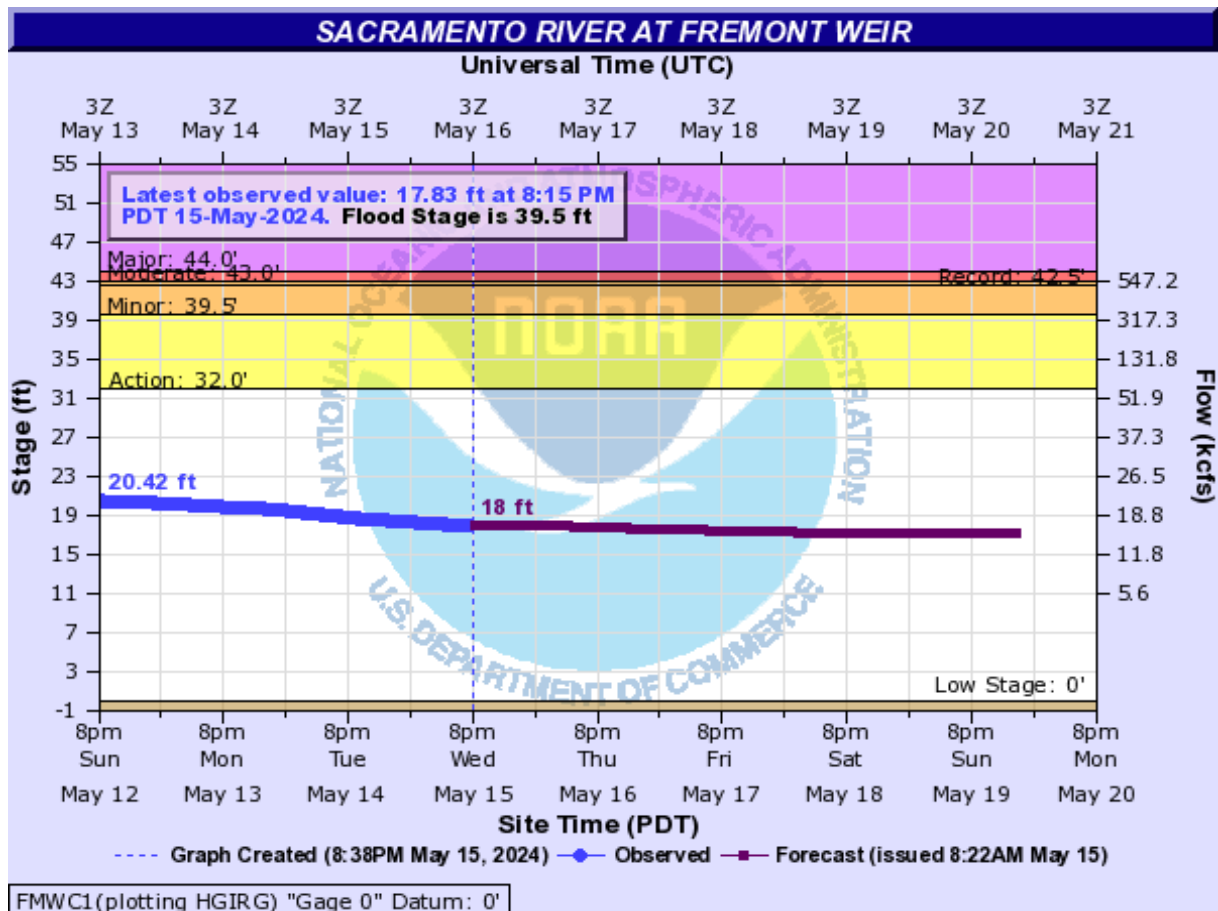 SACRAMENTO RIVER AT FREMONT WEIR
Universal Time (UTC)
3Z 3Z 3Z 3Z 3Z 3Z 3Z 3Z 3Z
May 13 May 14 May 15 May 16 May 17 May 18 May 19 May 20 May 21
Latest observed value: 17.83 ft at 8:15 PM
PDT 15-May-2024. Flood Stage is 39.5 ft
Major: 44.0'
Moderate: 43.0'
Record: 42.5'
Minor: 39.5'
Action: 32.0'
Stage (ft)
55
51
47
43
39
35
31
27
23
19
15
11
7
3
-1
Flow (kcfs)
547.2
317.3
131.8
51.9
37.3
26.5
18.8
11.8
5.6
20.42 ft
18 ft
NATIONAL OCEANIC AND ATMOSPHERIC ADMINISTRATION
NOAA
U.S. DEPARTMENT OF COMMERCE
Low Stage: 0'
8pm 8pm 8pm 8pm 8pm 8pm 8pm 8pm 8pm
Sun Mon Tue Wed Thu Fri Sat Sun Mon
May 12 May 13 May 14 May 15 May 16 May 17 May 18 May 19 May 20
Site Time (PDT)
Graph Created (8:38PM May 15, 2024) Observed Forecast (issued 8:22AM May 15)
FMWC1(plotting HGIRG) "Gage 0" Datum: 0'